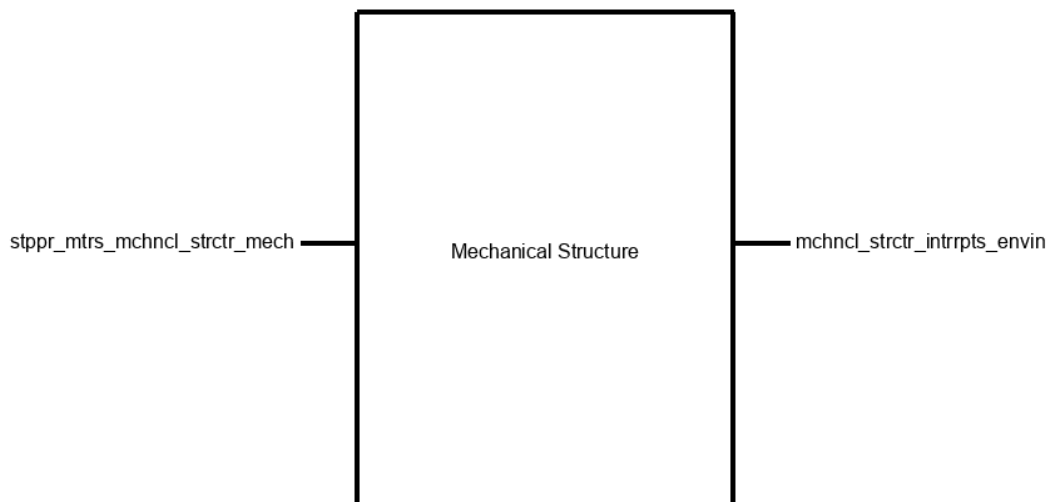 stppr_mtrs_mchncl_strctr_mech
Mechanical Structure
mchncl_strctr_intrrpts_envin